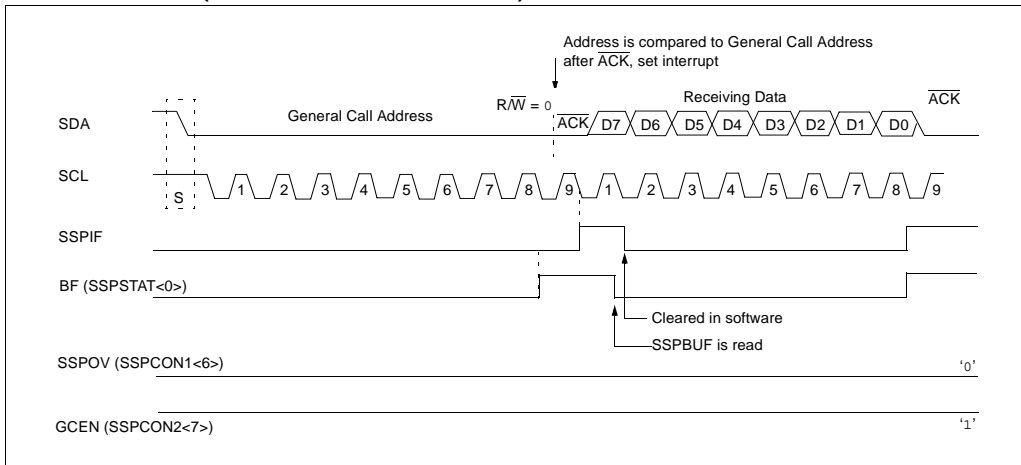 Address is compared to General Call Address
after ACK, set interrupt
R/W = 0
Receiving Data
ACK
SDA
General Call Address
ACK D7 D6 D5 D4 D3 D2 D1 D0
SCL
S
1 2 3 4 5 6 7 8 9 1 2 3 4 5 6 7 8 9
SSPIF
BF (SSPSTAT<0>)
Cleared in software
SSPBUF is read
SSPOV (SSPCON1<6>)
‘0’
GCEN (SSPCON2<7>)
‘1’